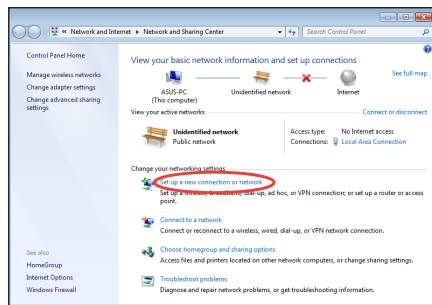 « Network and Internet ▸ Network and Sharing Center
Search Control Panel
Control Panel Home
Manage wireless networks
Change adapter settings
Change advanced sharing
settings
See also
HomeGroup
Internet Options
Windows Firewall
View your basic network information and set up connections
See full map
ASUS-PC
(This computer)
Unidentified network
Internet
View your active networks
Connect or disconnect
Unidentified network
Public network
Access type: No Internet access
Connections: Local Area Connection
Change your networking settings
Set up a new connection or network
Set up a wireless, broadband, dial-up, ad hoc, or VPN connection; or set up a router or access
point.
Connect to a network
Connect or reconnect to a wireless, wired, dial-up, or VPN network connection.
Choose homegroup and sharing options
Access files and printers located on other network computers, or change sharing settings.
Troubleshoot problems
Diagnose and repair network problems, or get troubleshooting information.